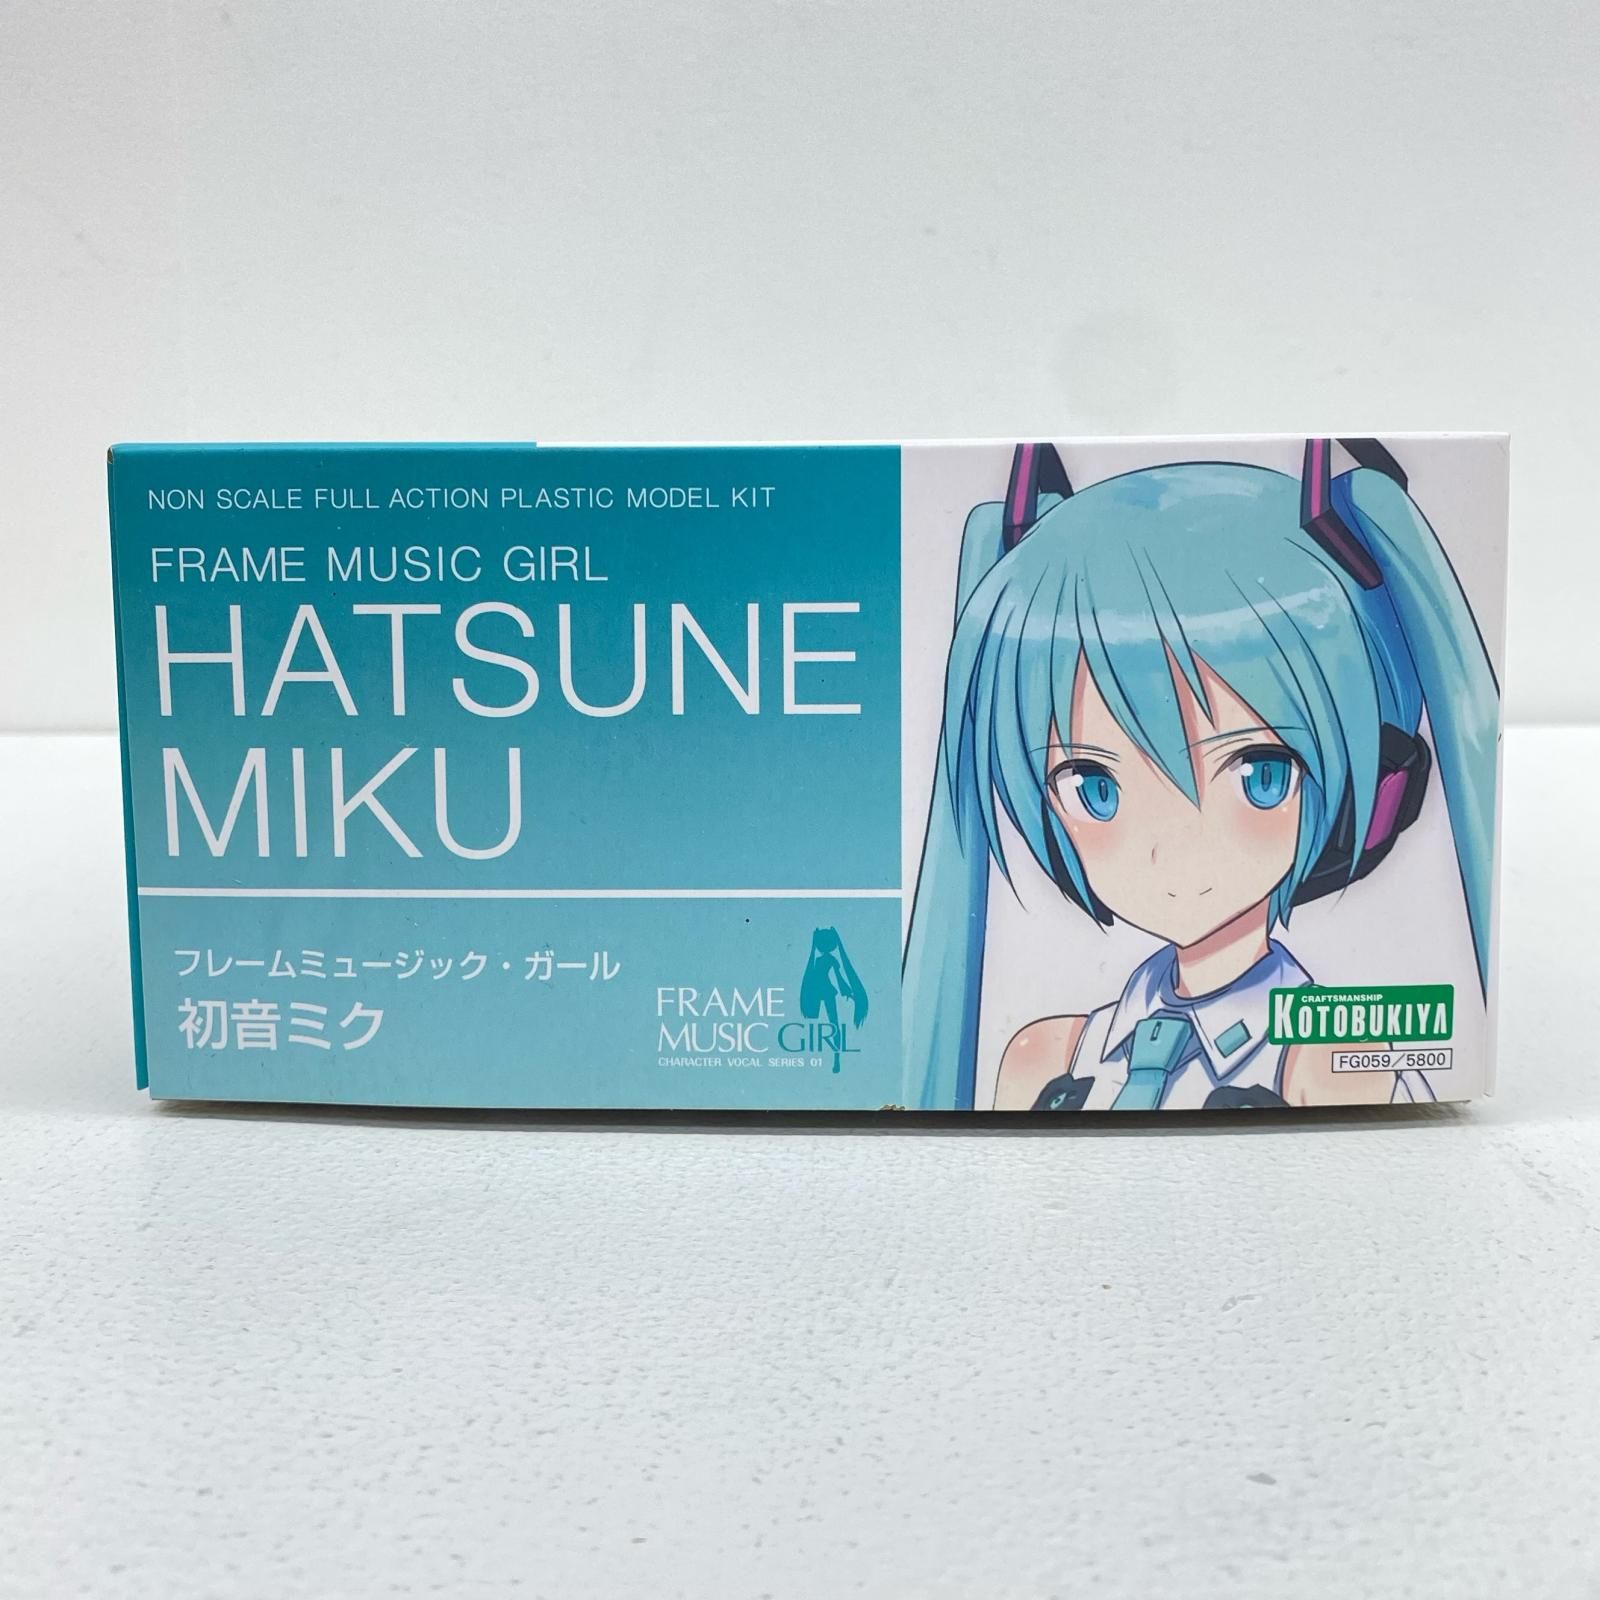 NON SCALE FULL ACTION PLASTIC MODEL KIT
FRAME MUSIC GIRL
HATSUNE
MIKU
フレームミュージック・ガール
初音ミク
FRAME
MUSIC GIRL
CHARACTER VOCAL SERIES 01
CRAFTSMANSHIP
KOTOBUKIYA
FG059/5800